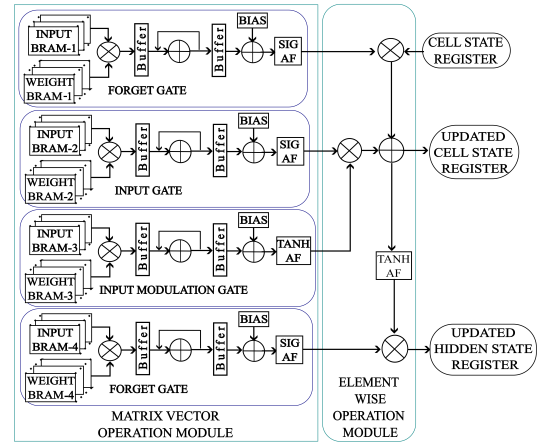 INPUT
BRAM-1
WEIGHT
BRAM-1
Buffer
Buffer
BIAS
SIG
AF
FORGET GATE
CELL STATE
REGISTER
INPUT
BRAM-2
WEIGHT
BRAM-2
Buffer
Buffer
BIAS
SIG
AF
INPUT GATE
UPDATED
CELL STATE
REGISTER
INPUT
BRAM-3
WEIGHT
BRAM-3
Buffer
Buffer
BIAS
TANH
AF
INPUT MODULATION GATE
TANH
AF
INPUT
BRAM-4
WEIGHT
BRAM-4
Buffer
Buffer
BIAS
SIG
AF
FORGET GATE
UPDATED
HIDDEN STATE
REGISTER
MATRIX VECTOR
OPERATION MODULE
ELEMENT
WISE
OPERATION
MODULE